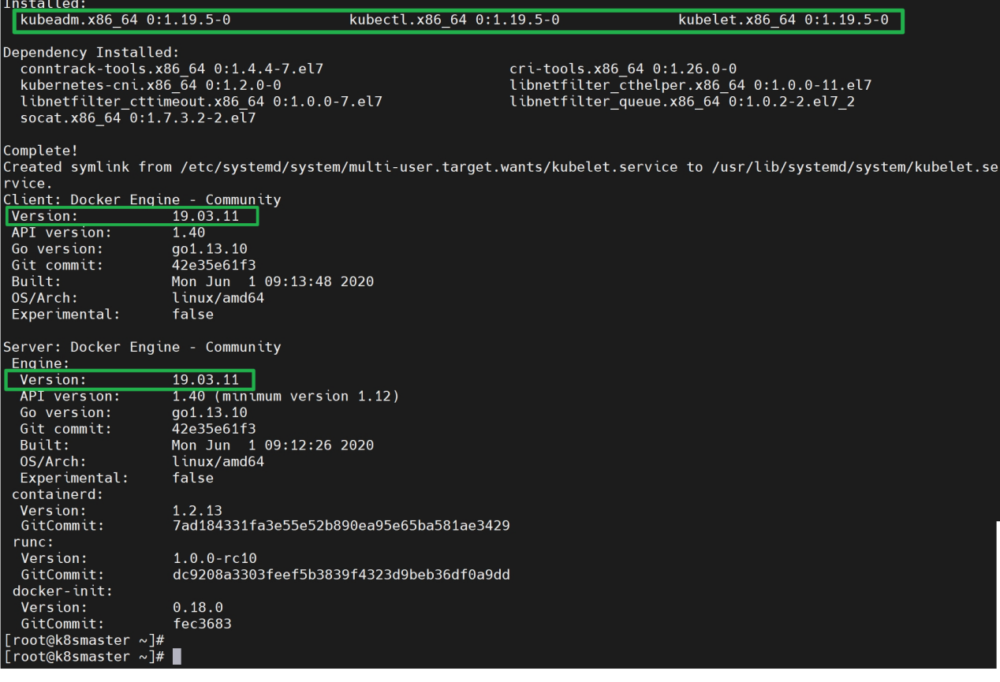 Installed:
kubeadm.x86_64 0:1.19.5-0 kubectl.x86_64 0:1.19.5-0 kubelet.x86_64 0:1.19.5-0
Dependency Installed:
conntrack-tools.x86_64 0:1.4.4-7.el7 cri-tools.x86_64 0:1.26.0-0
kubernetes-cni.x86_64 0:1.2.0-0 libnetfilter_cthelper.x86_64 0:1.0.0-11.el7
libnetfilter_cttimeout.x86_64 0:1.0.0-7.el7 libnetfilter_queue.x86_64 0:1.0.2-2.el7_2
socat.x86_64 0:1.7.3.2-2.el7
Complete!
Created symlink from /etc/systemd/system/multi-user.target.wants/kubelet.service to /usr/lib/systemd/system/kubelet.se
rvice.
Client: Docker Engine - Community
Version: 19.03.11
API version: 1.40
Go version: go1.13.10
Git commit: 42e35e61f3
Built: Mon Jun  1 09:13:48 2020
OS/Arch: linux/amd64
Experimental: false
Server: Docker Engine - Community
Engine:
Version: 19.03.11
API version: 1.40 (minimum version 1.12)
Go version: go1.13.10
Git commit: 42e35e61f3
Built: Mon Jun  1 09:12:26 2020
OS/Arch: linux/amd64
Experimental: false
containerd:
Version: 1.2.13
GitCommit: 7ad184331fa3e55e52b890ea95e65ba581ae3429
runc:
Version: 1.0.0-rc10
GitCommit: dc9208a3303feef5b3839f4323d9beb36df0a9dd
docker-init:
Version: 0.18.0
GitCommit: fec3683
[root@k8smaster ~]#
[root@k8smaster ~]#